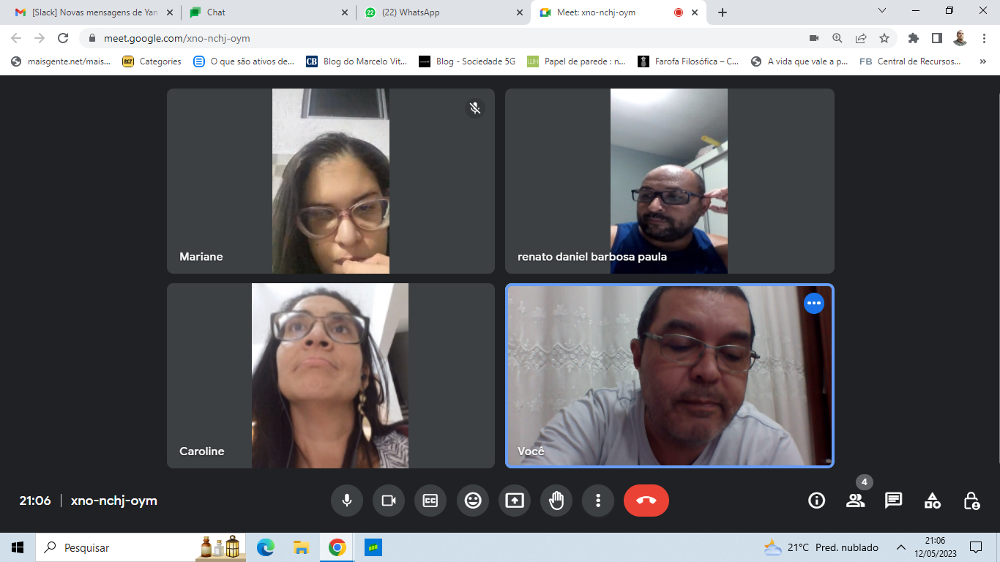 [Slack] Novas mensagens de Yan
Chat
(22) WhatsApp
Meet: xno-nchj-oym
meet.google.com/xno-nchj-oym
maisgente.net/mais...
Categories
O que são ativos de...
CB
Blog do Marcelo Vit...
Blog - Sociedade 5G
WH
Papel de parede : n...
Farofa Filosófica – C...
A vida que vale a p...
FB
Central de Recursos...
Mariane
renato daniel barbosa paula
Caroline
Você
21:06 | xno-nchj-oym
4
Pesquisar
21°C Pred. nublado
21:06
12/05/2023